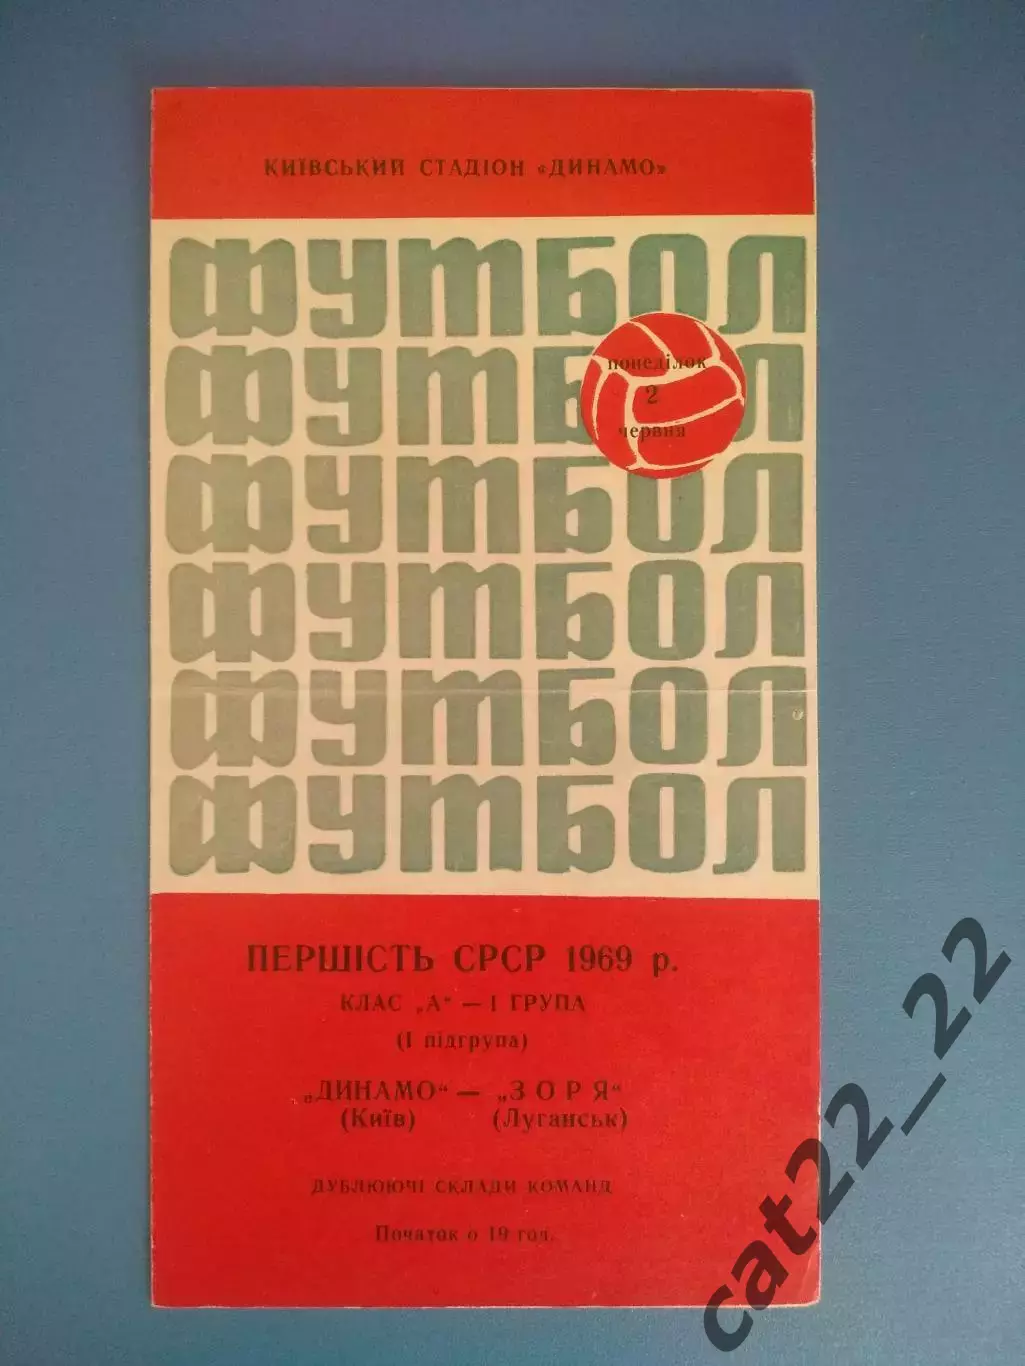 КИЇВСЬКИЙ СТАДІОН «ДИНАМО»
ФУТБОЛ
ФУТБОЛ
понеділок
2
червня
ФУТБОЛ
ФУТБОЛ
ФУТБОЛ
ФУТБОЛ
ПЕРШІСТЬ СРСР 1969 р.
КЛАС „А“ — І ГРУПА
(І підгрупа)
„ДИНАМО“ — „ЗОРЯ“
(Київ) (Луганськ)
ДУБЛЮЮЧІ СКЛАДИ КОМАНД
Початок о 19 год.
cat22_22